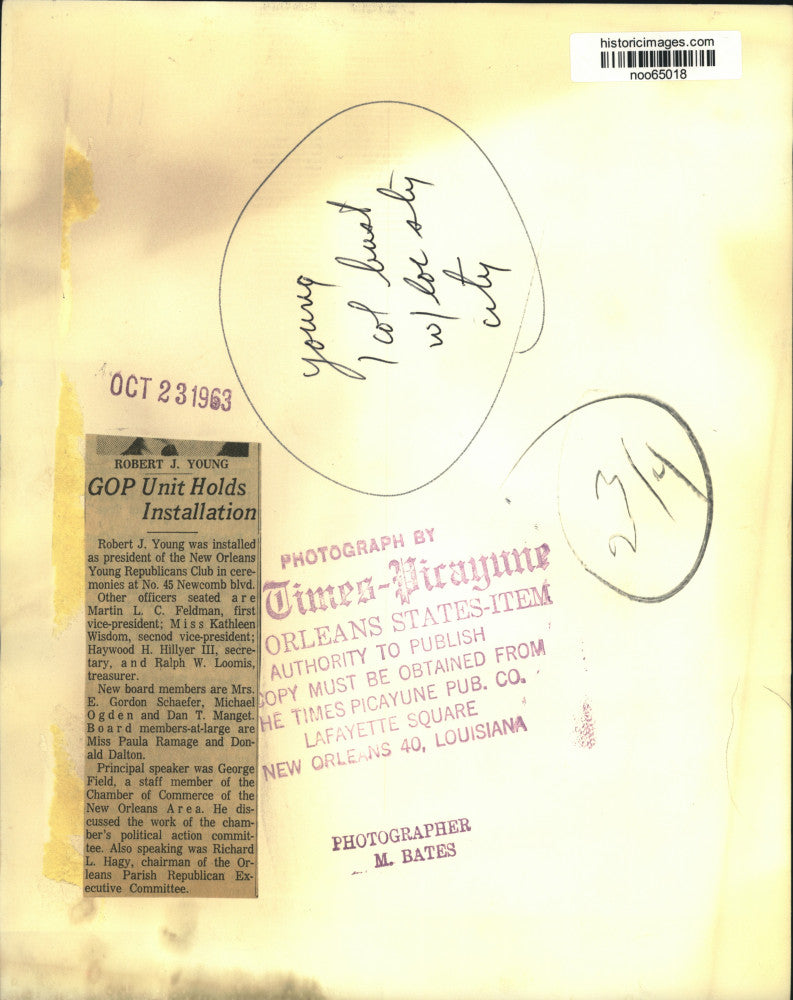 historicimages.com
noo65018
young
1 col bust
w/ loc sty
city
OCT 23 1963
23/4
ROBERT J. YOUNG
GOP Unit Holds
Installation
Robert J. Young was installed
as president of the New Orleans
Young Republicans Club in cere-
monies at No. 45 Newcomb blvd.
Other officers seated are
Martin L. C. Feldman, first
vice-president; Miss Kathleen
Wisdom, secnod vice-president;
Haywood H. Hillyer III, secre-
tary, and Ralph W. Loomis,
treasurer.
New board members are Mrs.
E. Gordon Schaefer, Michael
Ogden and Dan T. Manget.
Board members-at-large are
Miss Paula Ramage and Don-
ald Dalton.
Principal speaker was George
Field, a staff member of the
Chamber of Commerce of the
New Orleans Area. He dis-
cussed the work of the cham-
ber's political action commit-
tee. Also speaking was Richard
L. Hagy, chairman of the Or-
leans Parish Republican Ex-
ecutive Committee.
PHOTOGRAPH BY
Times-Picayune
ORLEANS STATES-ITEM
AUTHORITY TO PUBLISH
COPY MUST BE OBTAINED FROM
HE TIMES PICAYUNE PUB. CO.
LAFAYETTE SQUARE
NEW ORLEANS 40, LOUISIANA
PHOTOGRAPHER
M. BATES